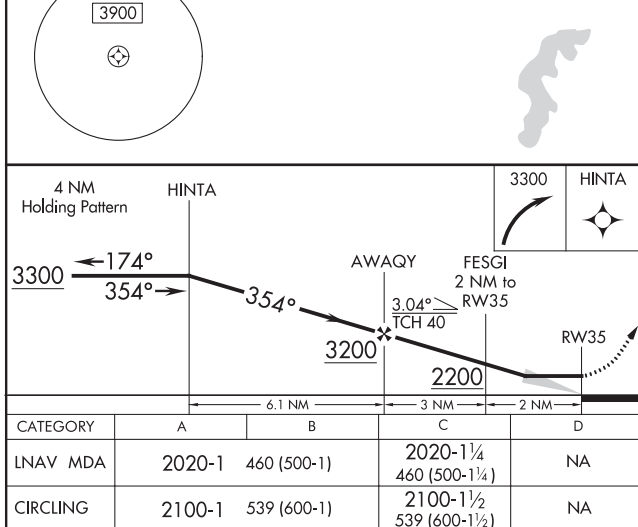 3900
4 NM
Holding Pattern
HINTA
3300
HINTA
174°
3300
354°
354°
AWAQY
FESGI
2 NM to
RW35
3.04°
TCH 40
RW35
3200
2200
6.1 NM
3 NM
2 NM
CATEGORY A B C D
LNAV MDA 2020-1 460 (500-1) 2020-1¼ NA
460 (500-1¼)
CIRCLING 2100-1 539 (600-1) 2100-1½ NA
539 (600-1½)